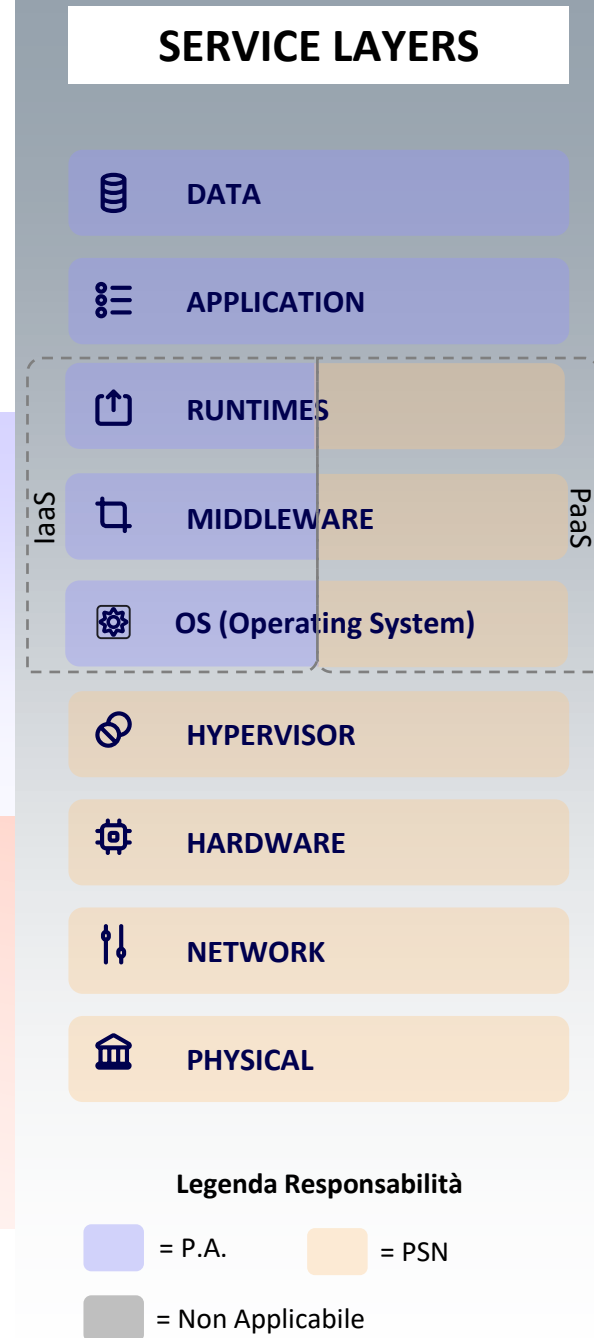 SERVICE LAYERS
DATA
APPLICATION
RUNTIMES
IaaS
MIDDLEWARE
PaaS
OS (Operating System)
HYPERVISOR
HARDWARE
NETWORK
PHYSICAL
Legenda Responsabilità
= P.A.
= PSN
= Non Applicabile